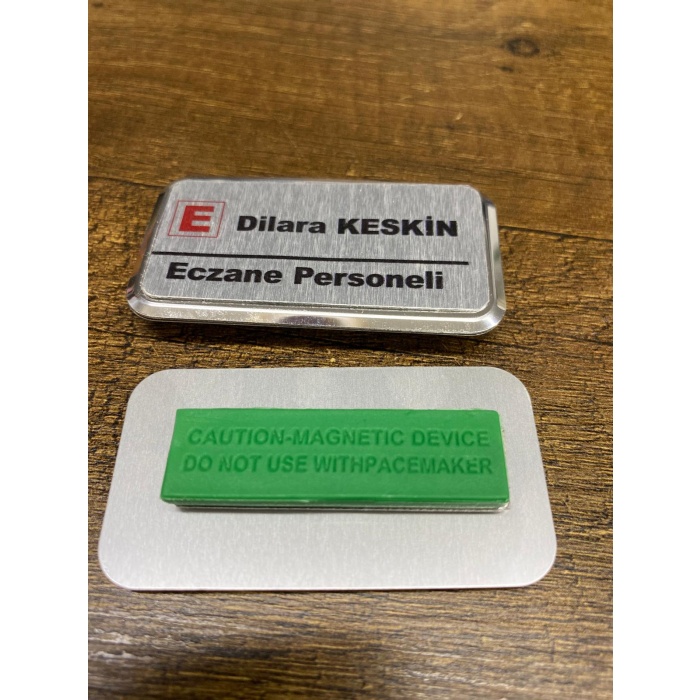 E Dilara KESKİN
Eczane Personeli
CAUTION-MAGNETIC DEVICE
DO NOT USE WITHPACEMAKER